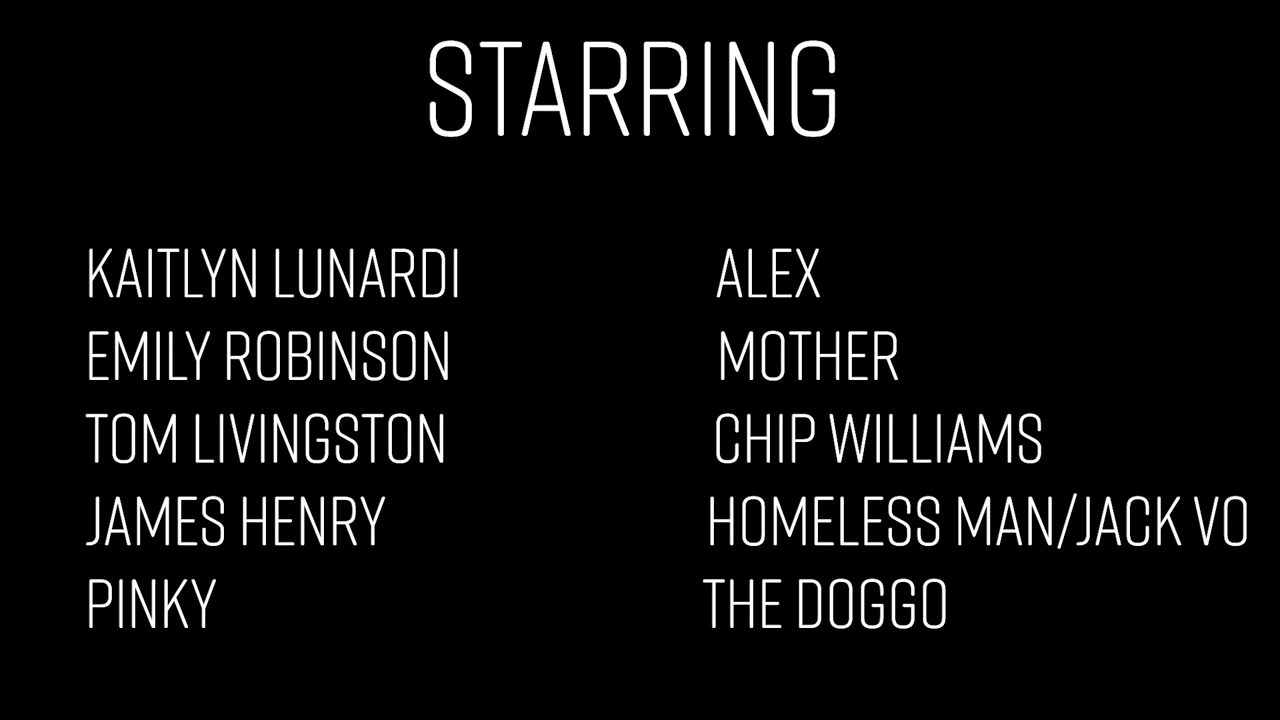 STARRING
KAITLYN LUNARDI ALEX
EMILY ROBINSON MOTHER
TOM LIVINGSTON CHIP WILLIAMS
JAMES HENRY HOMELESS MAN/JACK VO
PINKY THE DOGGO